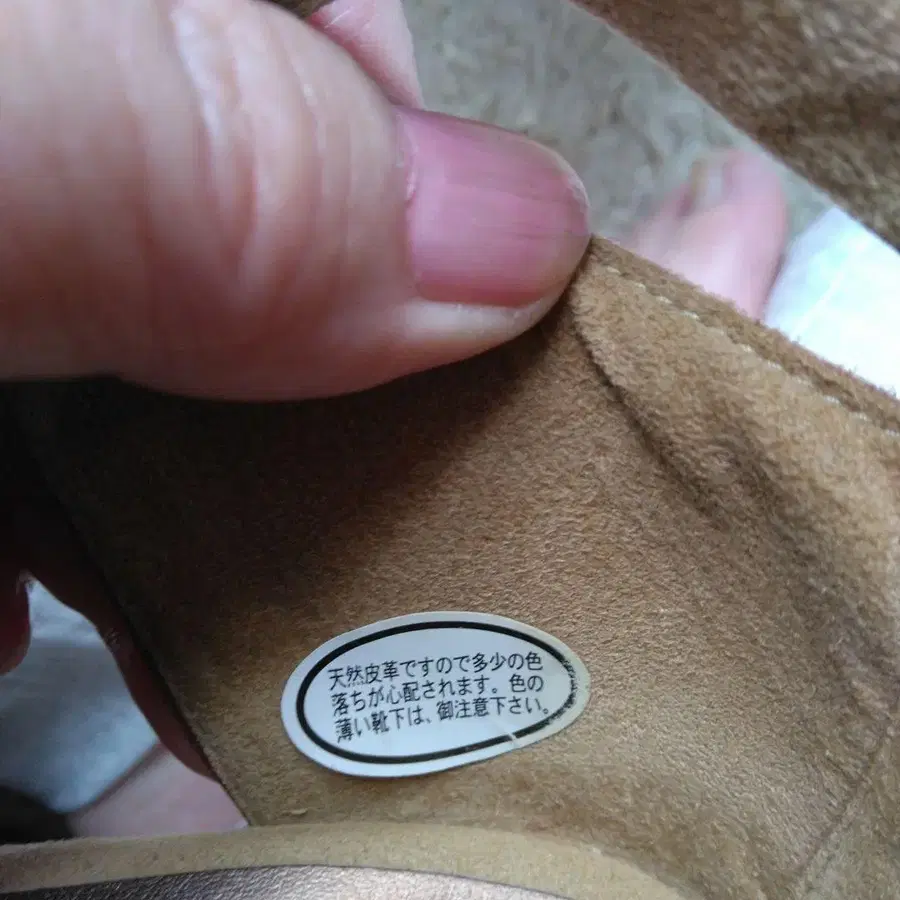 天然皮革ですので多少の色
落ちが心配されます。色の
薄い靴下は、御注意下さい。